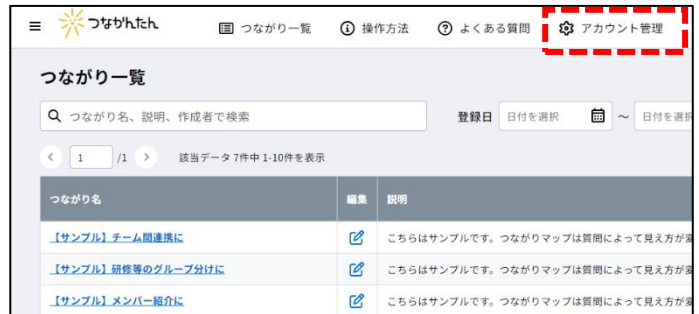 つながりかんたん
つながり一覧 操作方法 よくある質問 アカウント管理
つながり一覧
つながり名、説明、作成者で検索 登録日 日付を選択 ～ 日付を選択
1 /1 該当データ 7件中 1-10件を表示
つながり名 編集 説明
【サンプル】チーム間連携に こちらはサンプルです。つながりマップは質問によって見え方が変
【サンプル】研修等のグループ分けに こちらはサンプルです。つながりマップは質問によって見え方が変
【サンプル】メンバー紹介に こちらはサンプルです。つながりマップは質問によって見え方が変